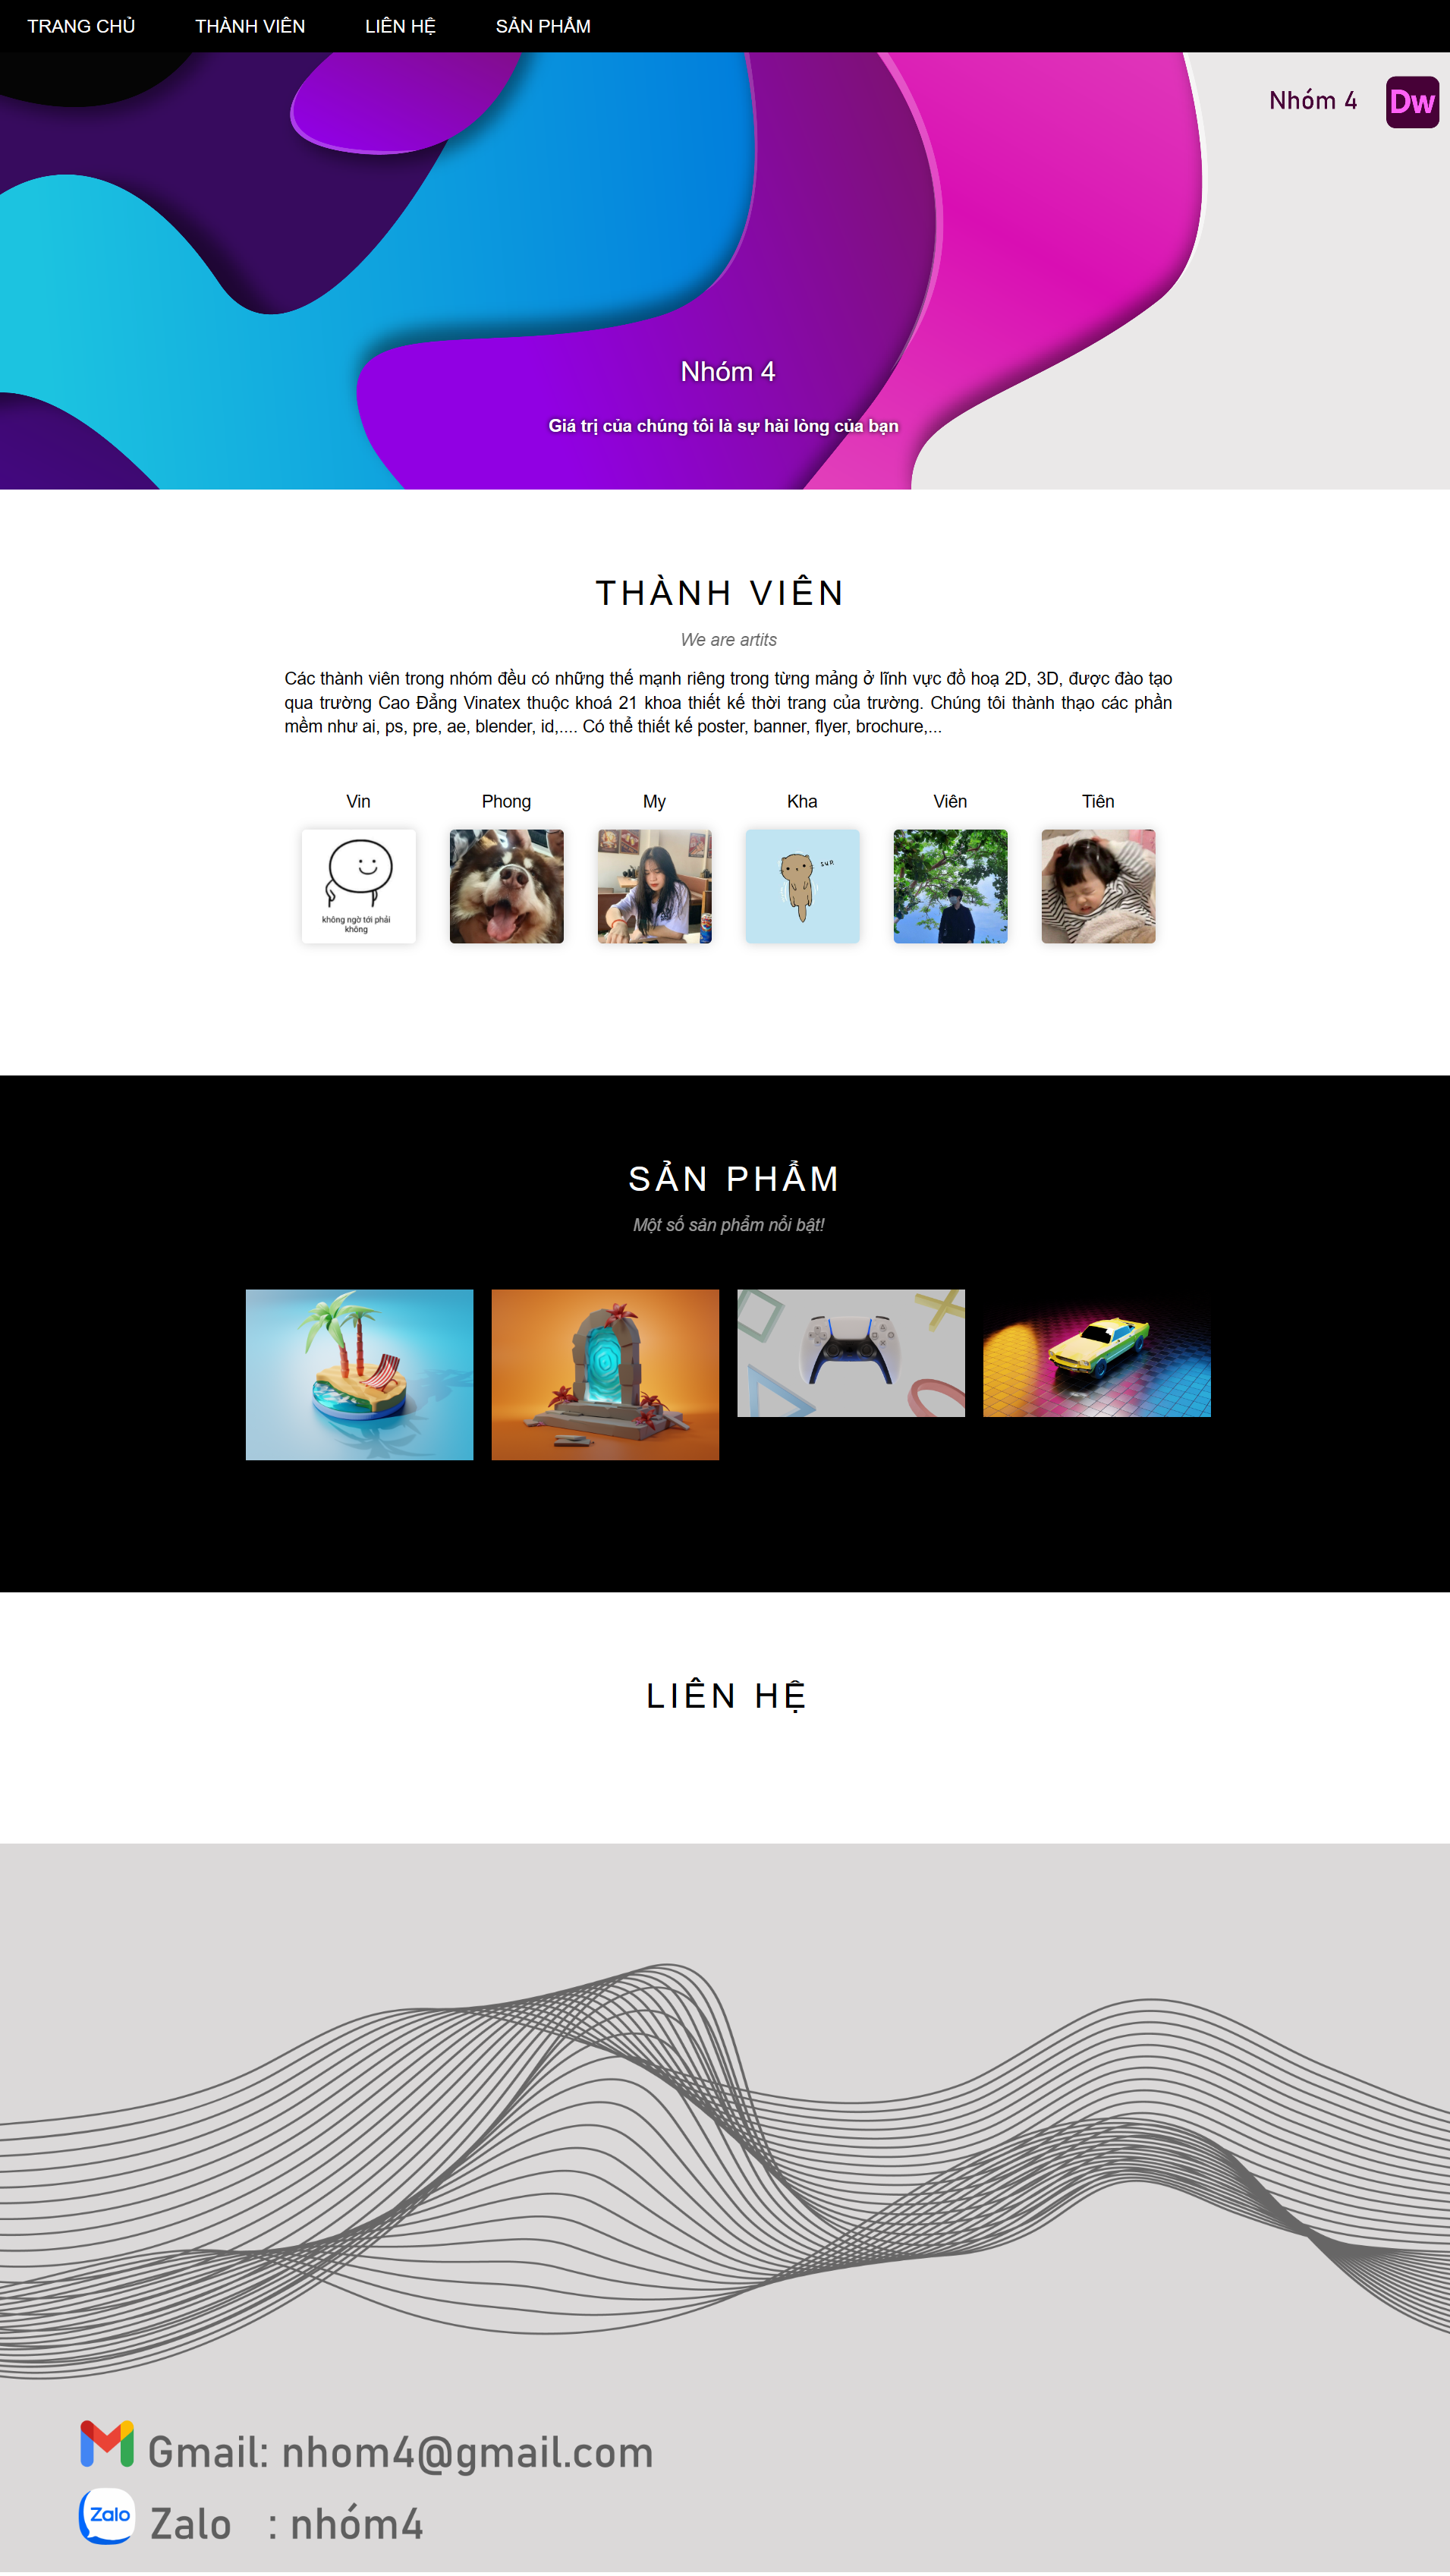 TRANG CHỦ THÀNH VIÊN LIÊN HỆ SẢN PHẨM
Nhóm 4 Dw
Nhóm 4
Giá trị của chúng tôi là sự hài lòng của bạn
THÀNH VIÊN
We are artits
Các thành viên trong nhóm đều có những thế mạnh riêng trong từng mảng ở lĩnh vực đồ hoạ 2D, 3D, được đào tạo
qua trường Cao Đẳng Vinatex thuộc khoá 21 khoa thiết kế thời trang của trường. Chúng tôi thành thạo các phần
mềm như ai, ps, pre, ae, blender, id,.... Có thể thiết kế poster, banner, flyer, brochure,...
Vin Phong My Kha Viên Tiên
không ngờ tới phải
không
SUP.
SẢN PHẨM
Một số sản phẩm nổi bật!
LIÊN HỆ
Gmail: nhom4@gmail.com
Zalo Zalo : nhóm4